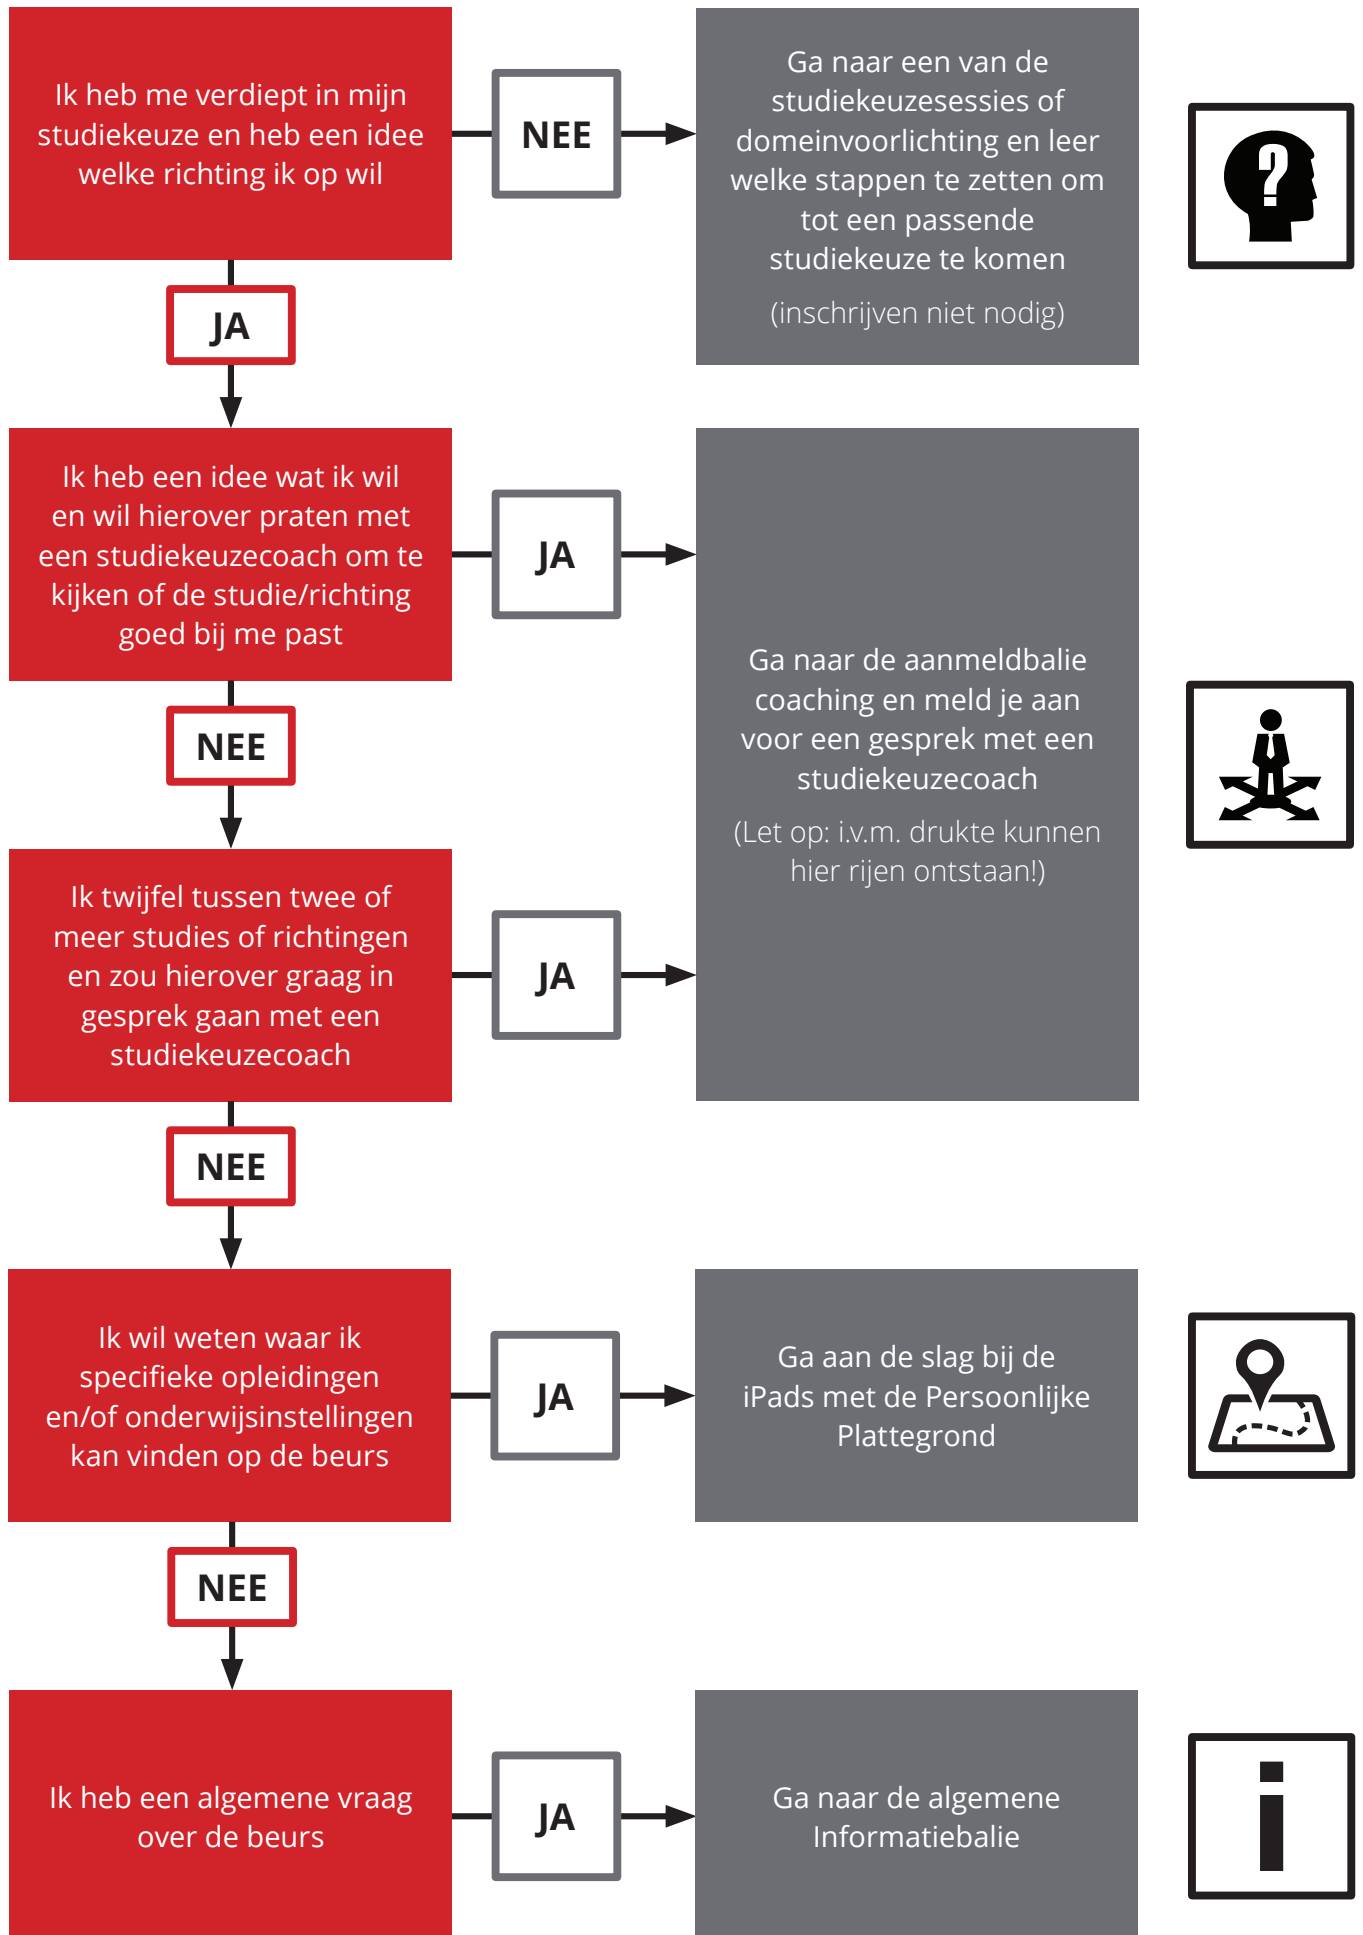 Ik heb me verdiept in mijn
studiekeuze en heb een idee
welke richting ik op wil
NEE
Ga naar een van de
studiekeuzesessies of
domeinvoorlichting en leer
welke stappen te zetten om
tot een passende
studiekeuze te komen
(inschrijven niet nodig)
?
JA
Ik heb een idee wat ik wil
en wil hierover praten met
een studiekeuzecoach om te
kijken of de studie/richting
goed bij me past
JA
Ga naar de aanmeldbalie
coaching en meld je aan
voor een gesprek met een
studiekeuzecoach
(Let op: i.v.m. drukte kunnen
hier rijen ontstaan!)
NEE
Ik twijfel tussen twee of
meer studies of richtingen
en zou hierover graag in
gesprek gaan met een
studiekeuzecoach
JA
NEE
Ik wil weten waar ik
specifieke opleidingen
en/of onderwijsinstellingen
kan vinden op de beurs
JA
Ga aan de slag bij de
iPads met de Persoonlijke
Plattegrond
NEE
Ik heb een algemene vraag
over de beurs
JA
Ga naar de algemene
Informatiebalie
i